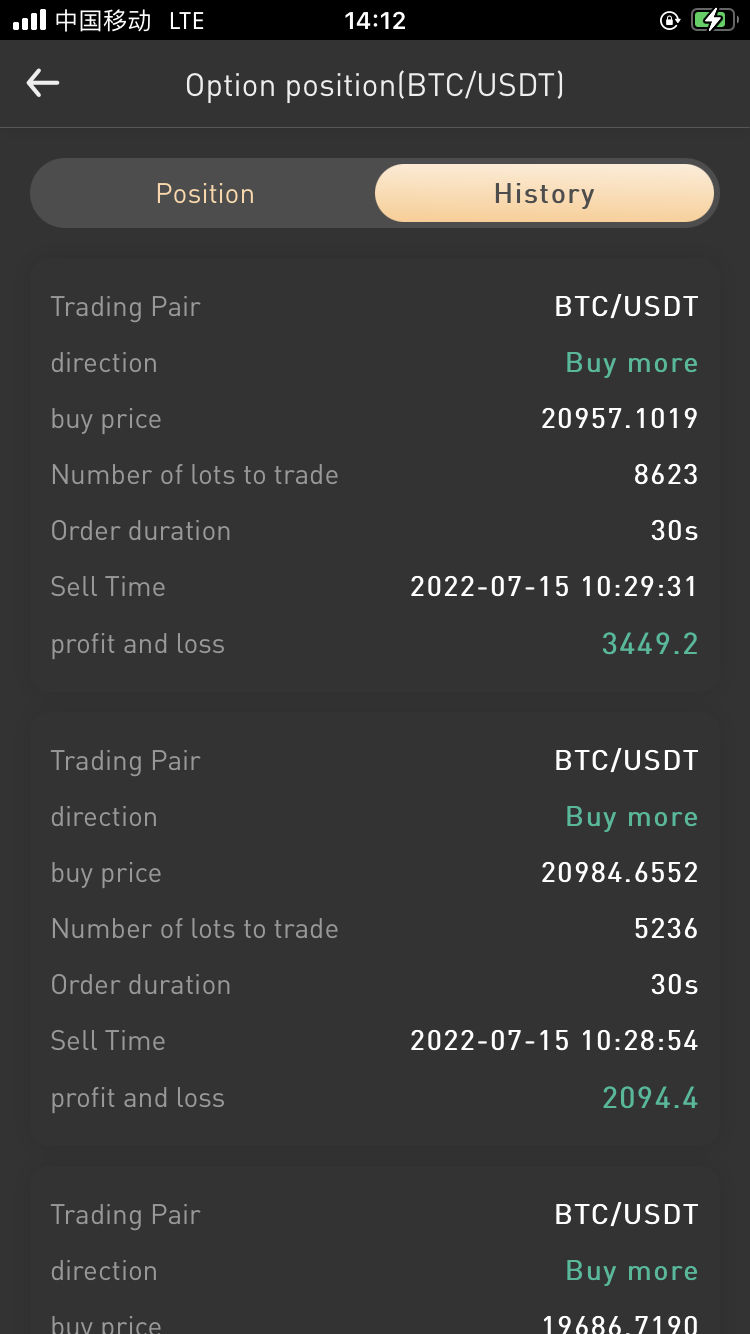 中国移动 LTE 14:12
Option position(BTC/USDT)
Position History
Trading Pair BTC/USDT
direction Buy more
buy price 20957.1019
Number of lots to trade 8623
Order duration 30s
Sell Time 2022-07-15 10:29:31
profit and loss 3449.2
Trading Pair BTC/USDT
direction Buy more
buy price 20984.6552
Number of lots to trade 5236
Order duration 30s
Sell Time 2022-07-15 10:28:54
profit and loss 2094.4
Trading Pair BTC/USDT
direction Buy more
buy price 19686.7190